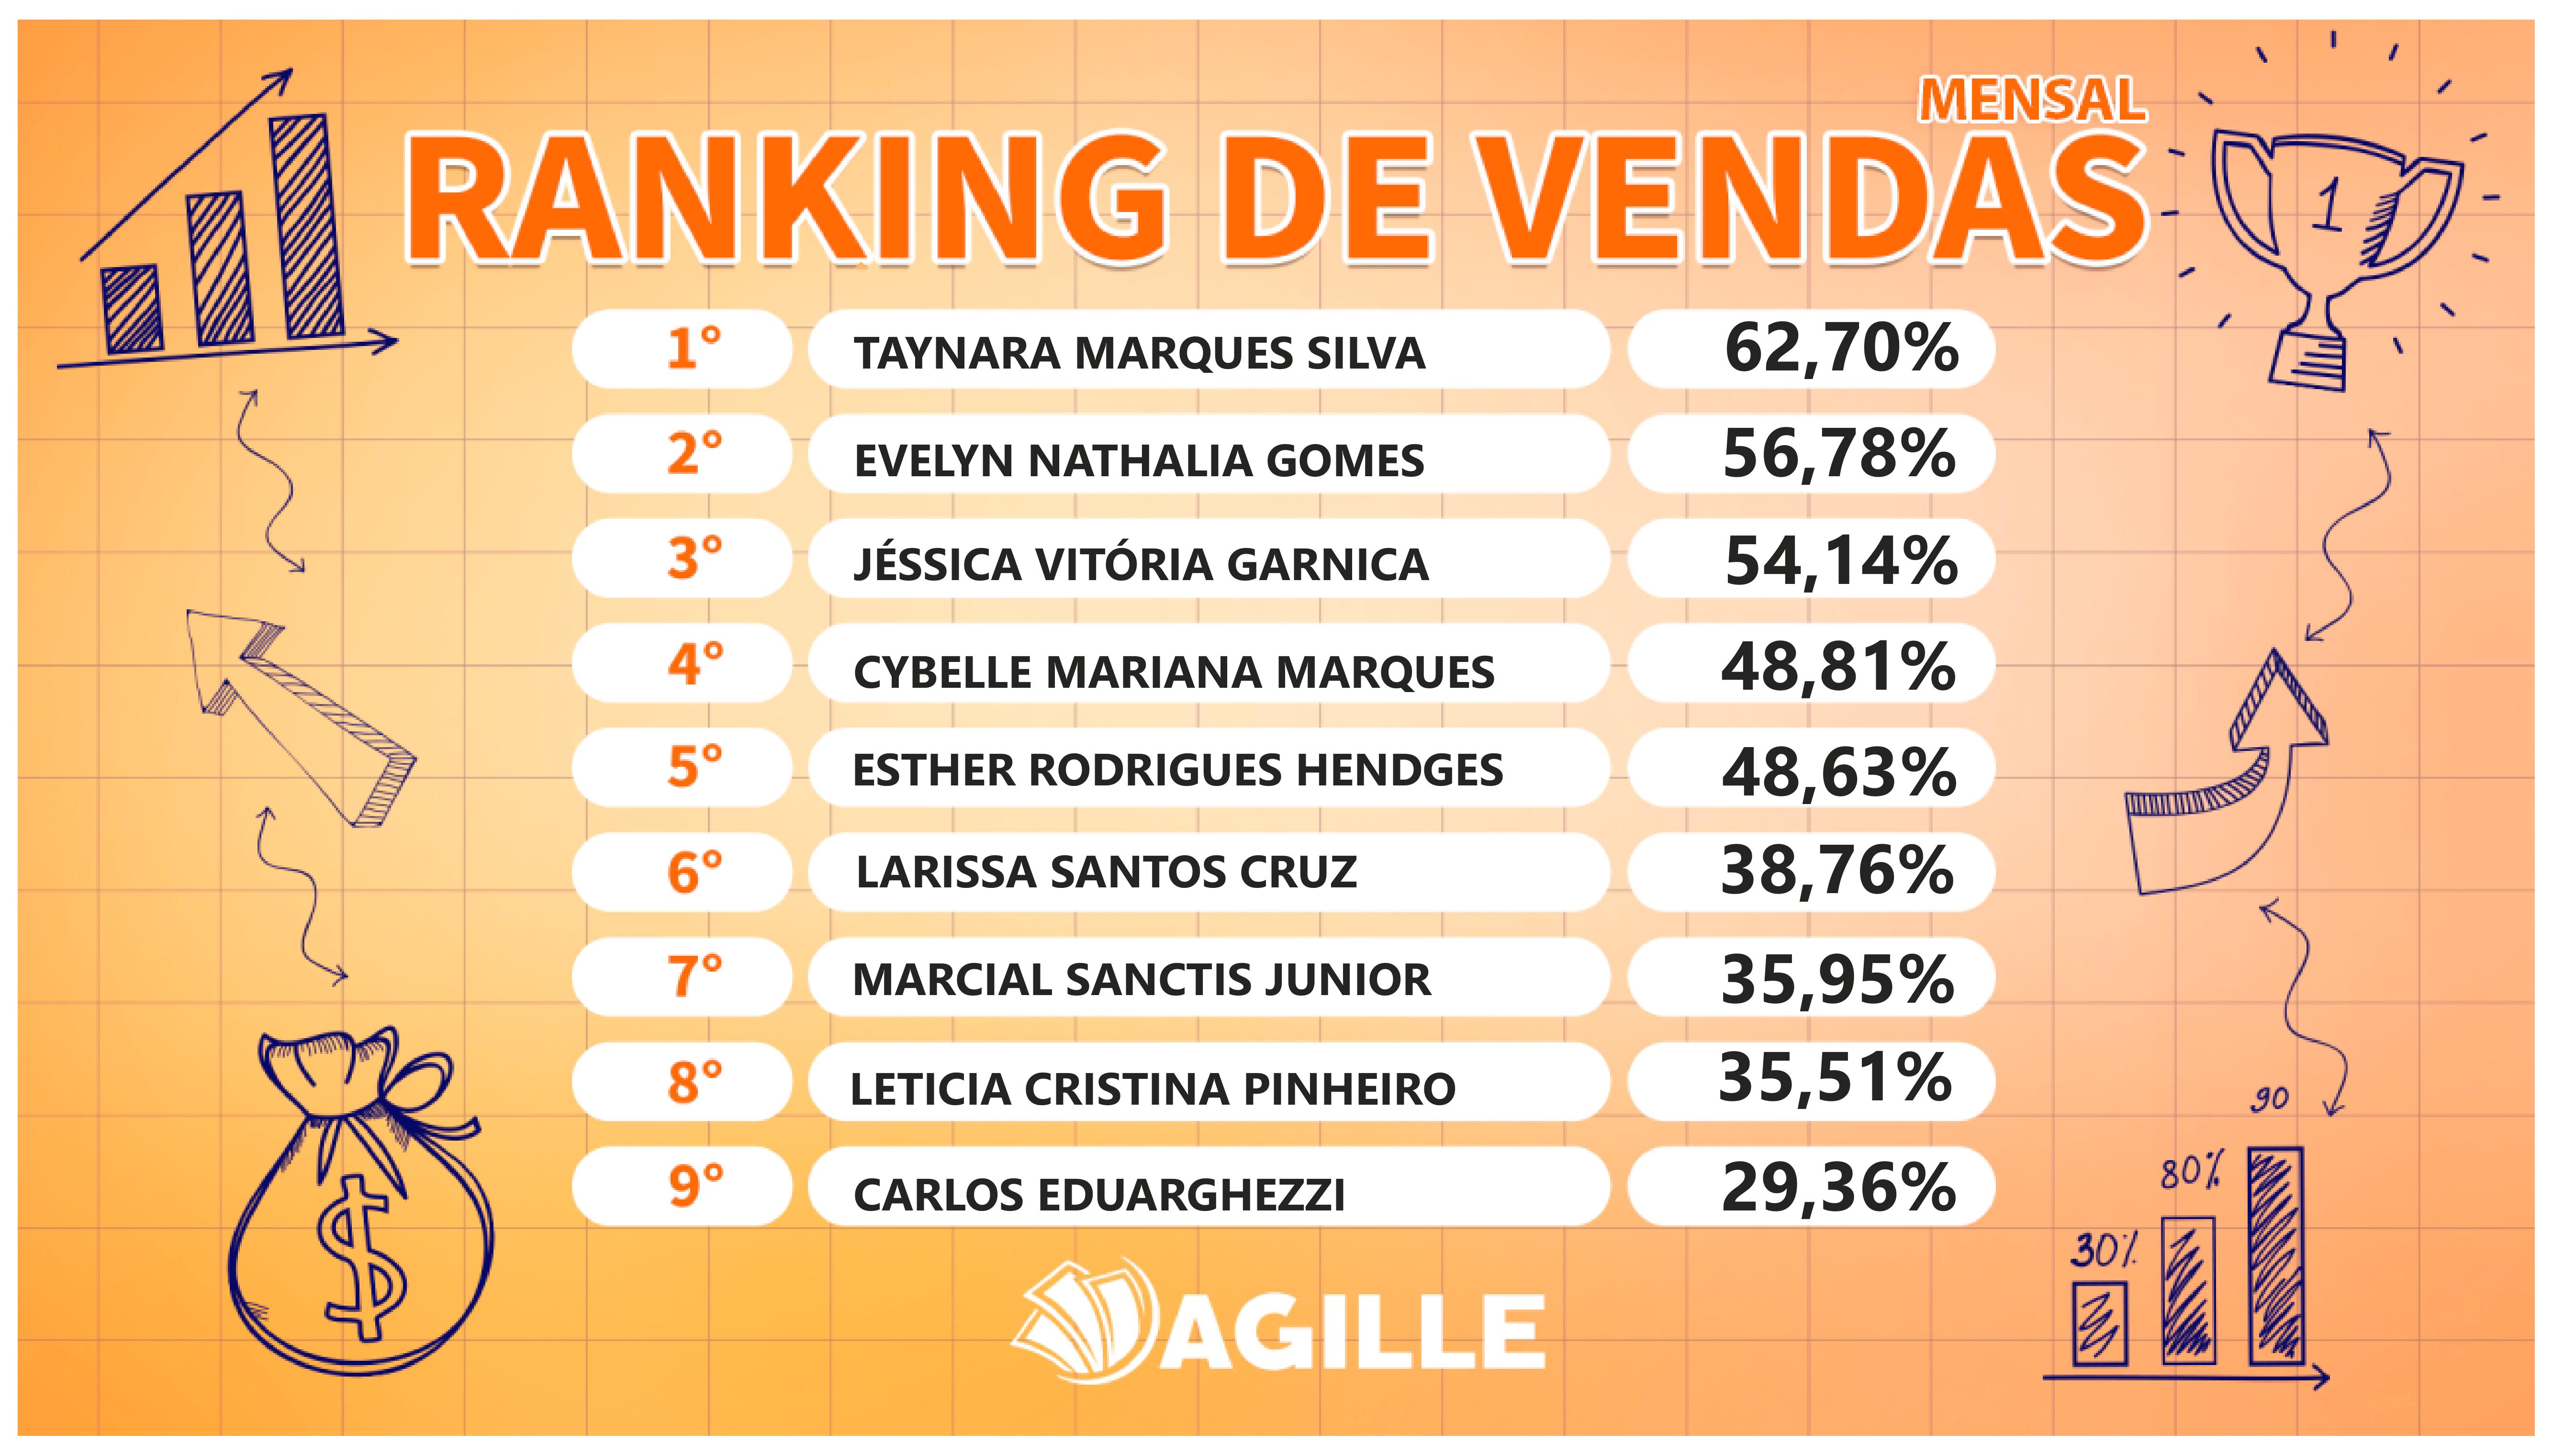 MENSAL
RANKING DE VENDAS
1
1° TAYNARA MARQUES SILVA 62,70%
2° EVELYN NATHALIA GOMES 56,78%
3° JÉSSICA VITÓRIA GARNICA 54,14%
4° CYBELLE MARIANA MARQUES 48,81%
5° ESTHER RODRIGUES HENDGES 48,63%
6° LARISSA SANTOS CRUZ 38,76%
7° MARCIAL SANCTIS JUNIOR 35,95%
8° LETICIA CRISTINA PINHEIRO 35,51%
9° CARLOS EDUARGHEZZI 29,36%
$
30% 80% 90
AGILLE